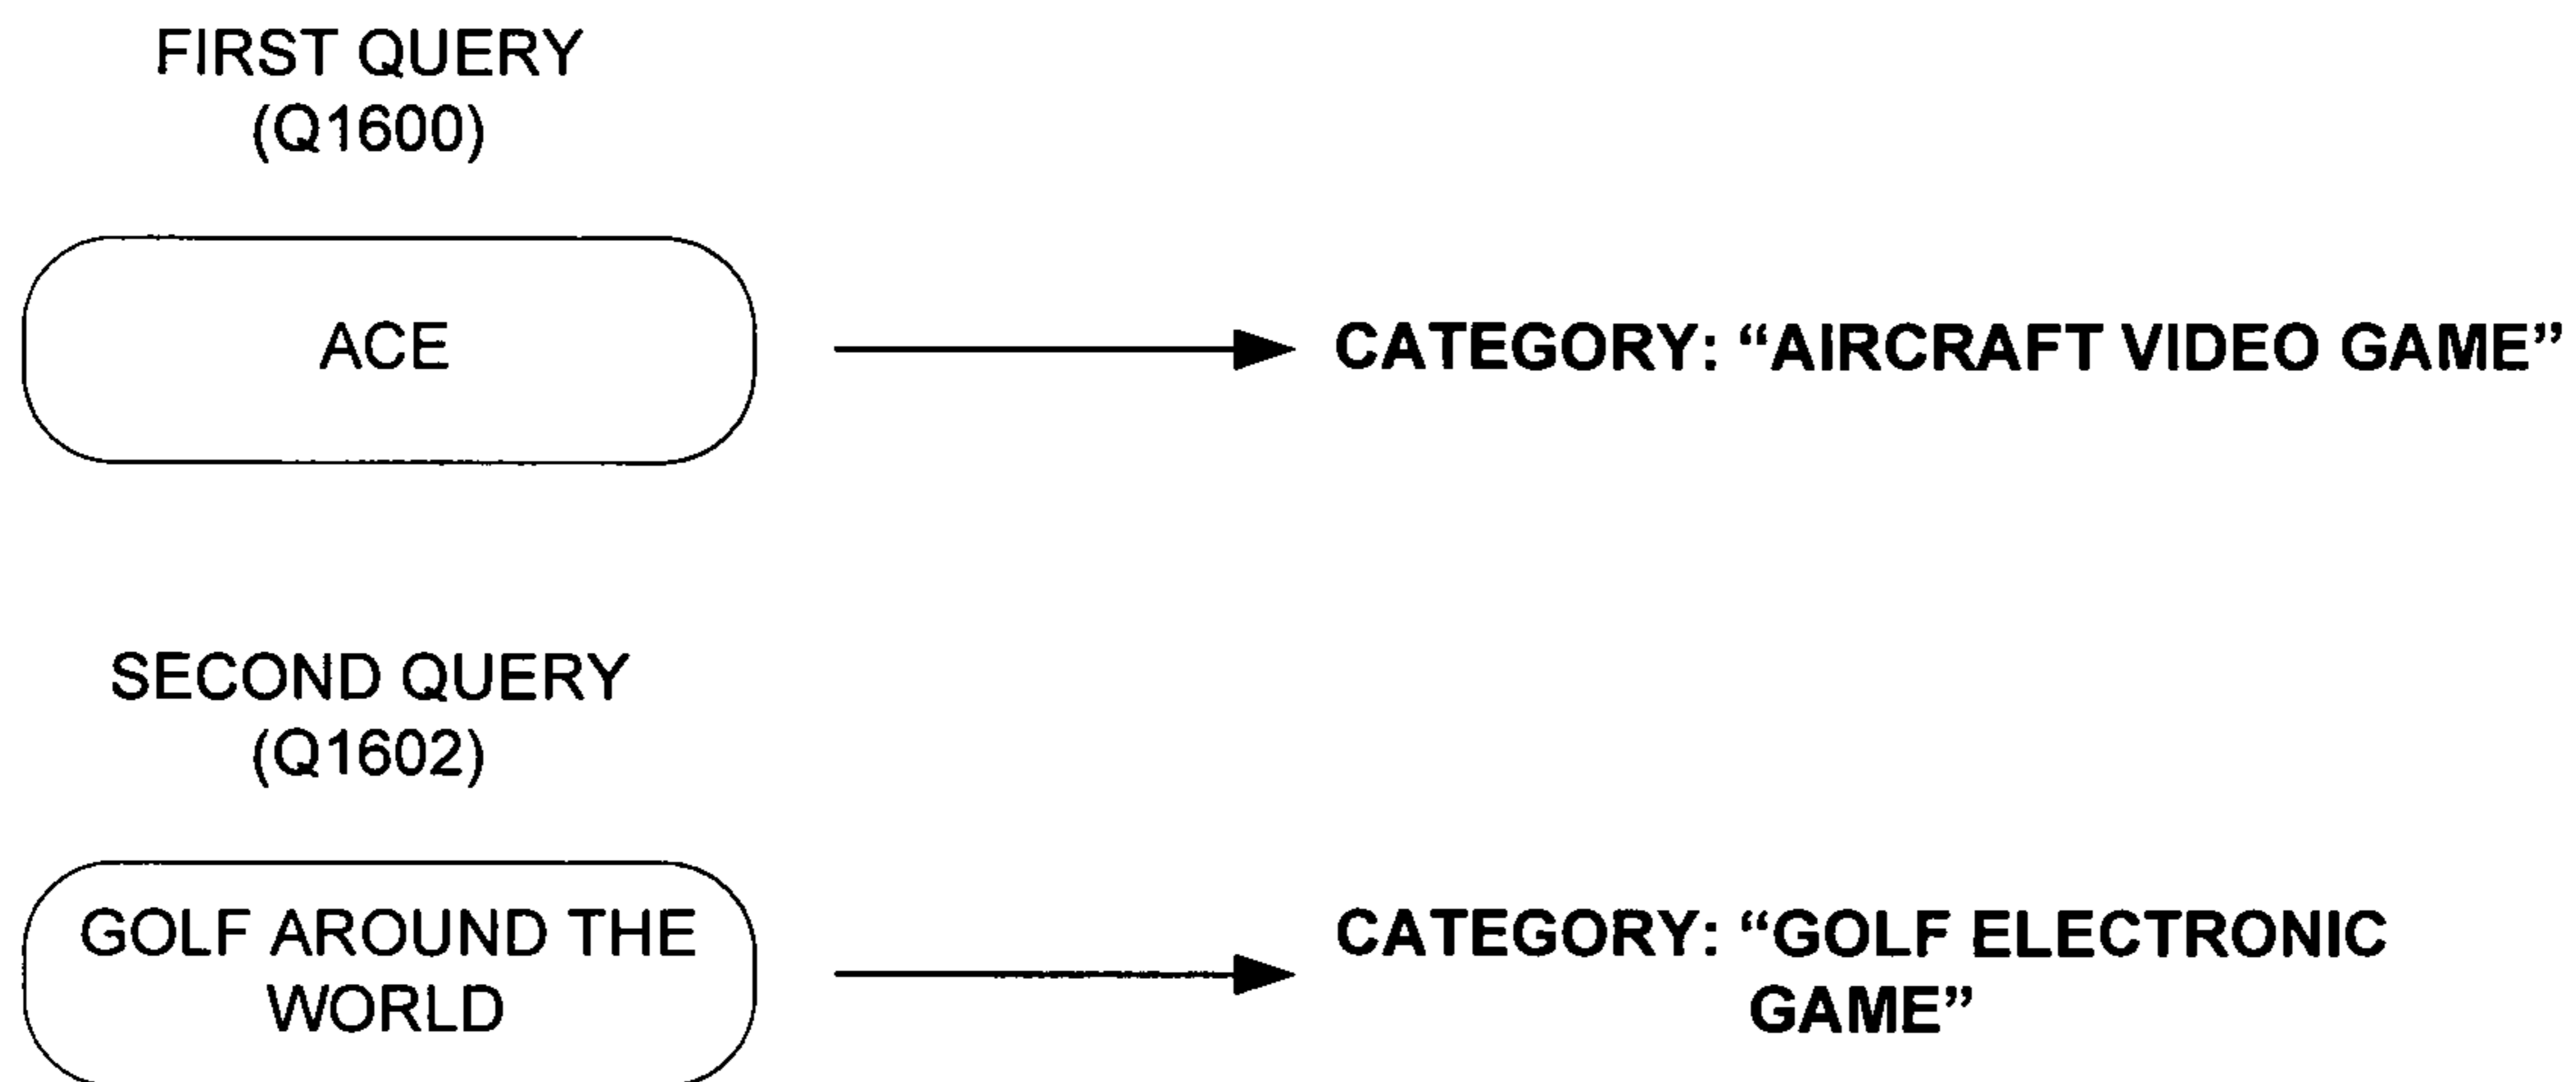 FIRST QUERY
(Q1600)
ACE
CATEGORY: “AIRCRAFT VIDEO GAME”
SECOND QUERY
(Q1602)
GOLF AROUND THE
WORLD
CATEGORY: “GOLF ELECTRONIC
GAME”